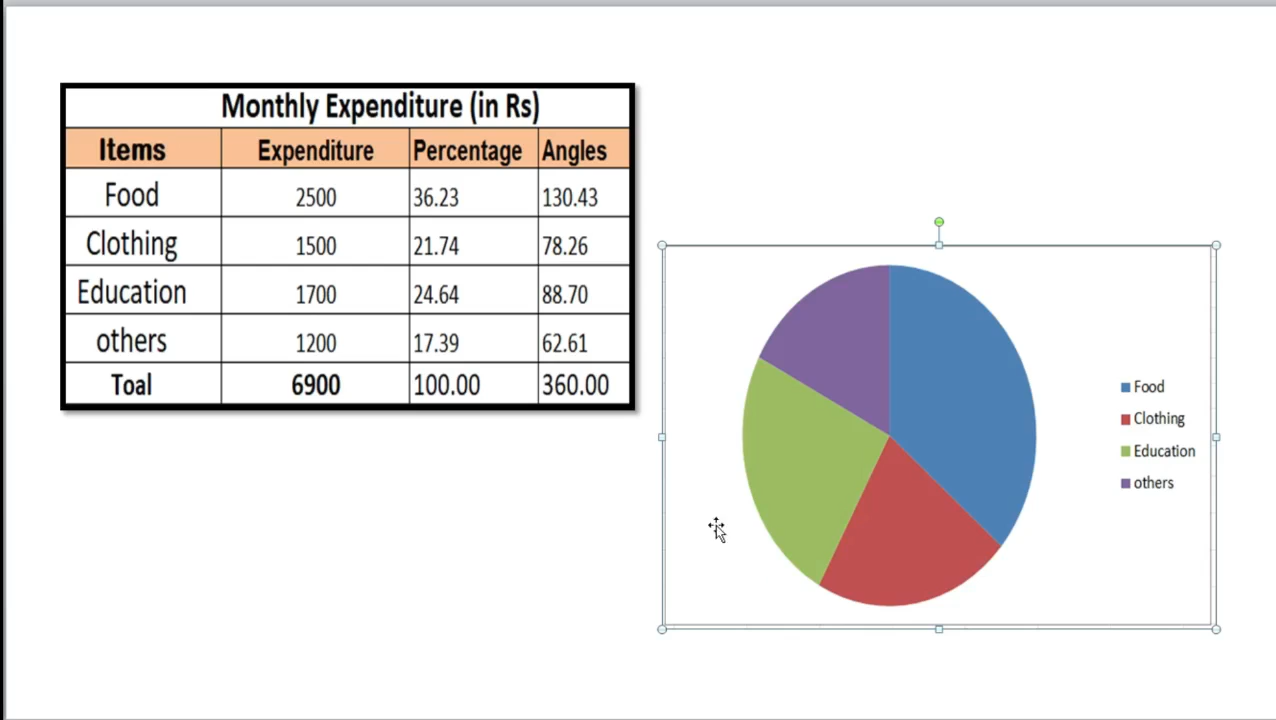 Monthly Expenditure (in Rs)
Items Expenditure Percentage Angles
Food 2500 36.23 130.43
Clothing 1500 21.74 78.26
Education 1700 24.64 88.70
others 1200 17.39 62.61
Toal 6900 100.00 360.00
Food
Clothing
Education
others